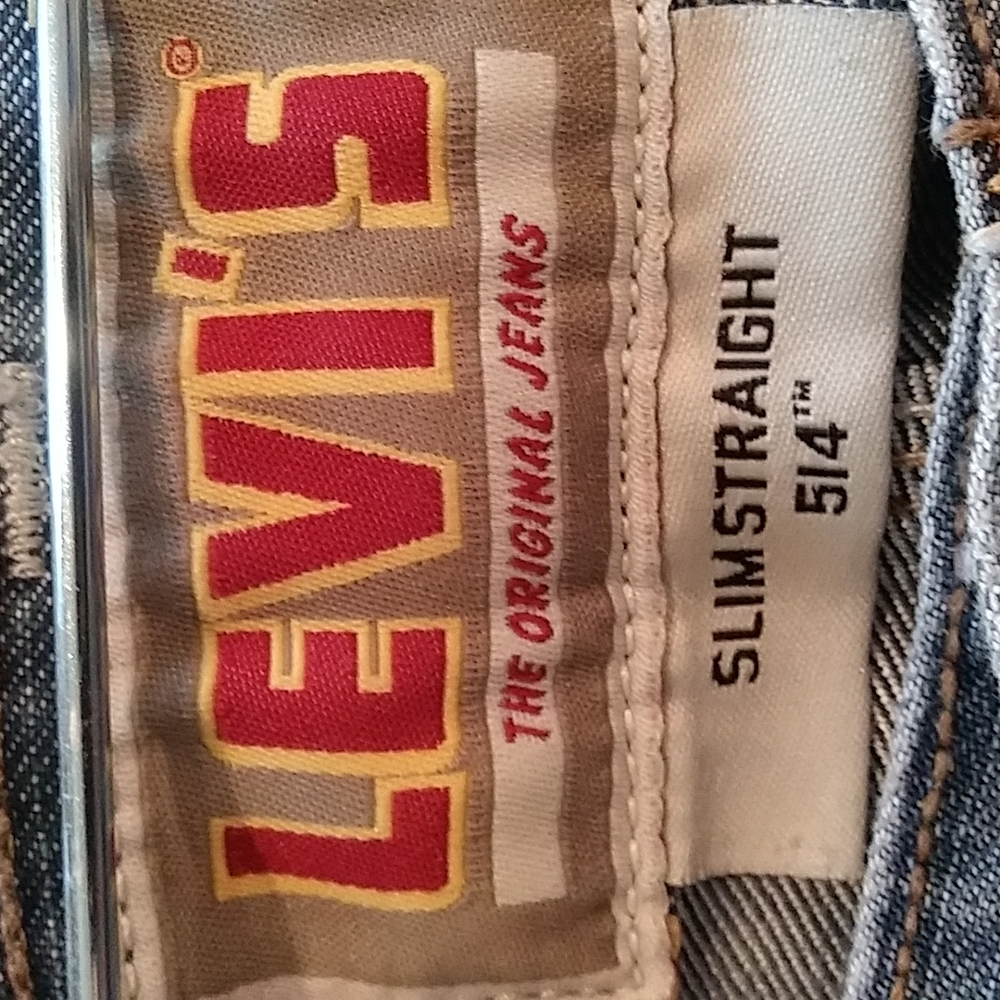 LEVI'S®
THE ORIGINAL JEANS
SLIM STRAIGHT
514™